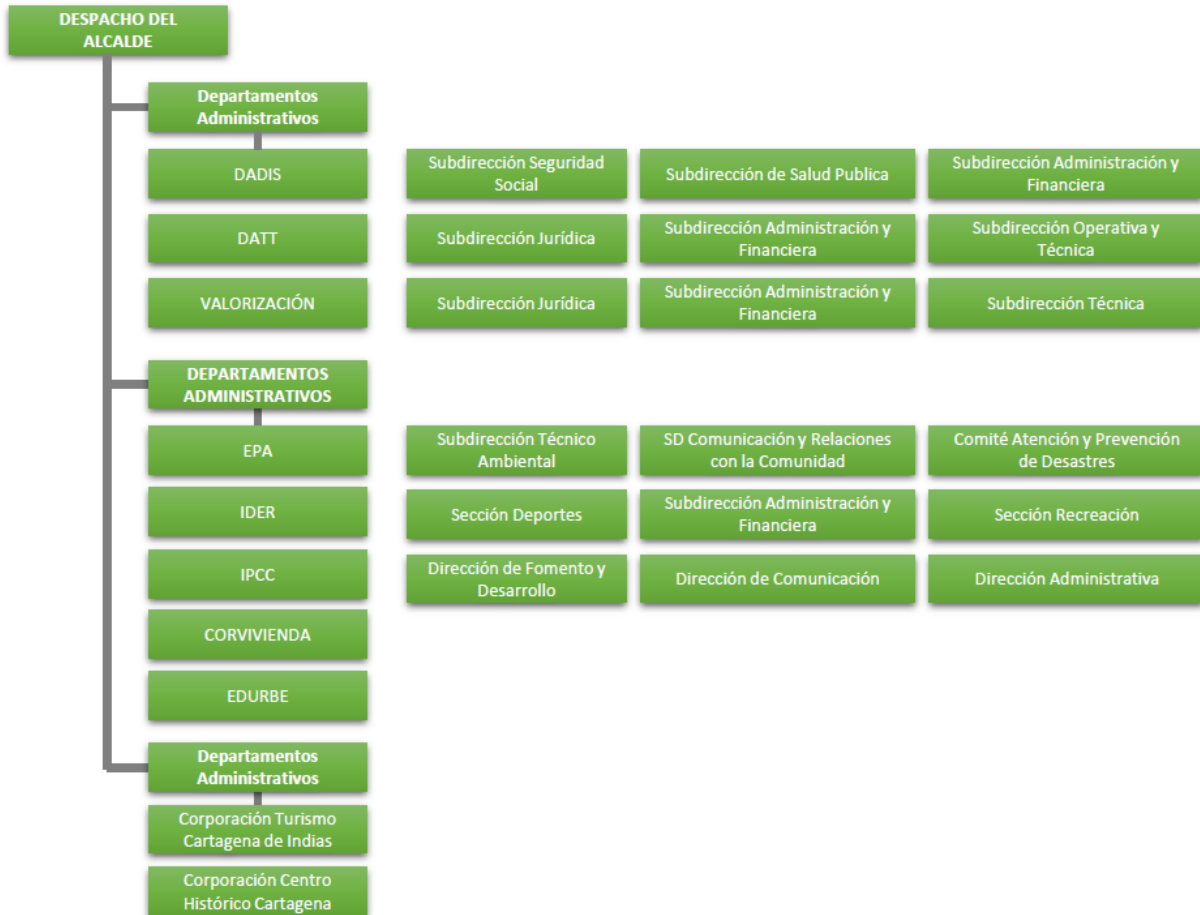 DESPACHO DEL
ALCALDE
Departamentos
Administrativos
DADIS
Subdirección Seguridad
Social
Subdirección de Salud Publica
Subdirección Administración y
Financiera
DATT
Subdirección Jurídica
Subdirección Administración y
Financiera
Subdirección Operativa y
Técnica
VALORIZACIÓN
Subdirección Jurídica
Subdirección Administración y
Financiera
Subdirección Técnica
DEPARTAMENTOS
ADMINISTRATIVOS
EPA
Subdirección Técnico
Ambiental
SD Comunicación y Relaciones
con la Comunidad
Comité Atención y Prevención
de Desastres
IDER
Sección Deportes
Subdirección Administración y
Financiera
Sección Recreación
IPCC
Dirección de Fomento y
Desarrollo
Dirección de Comunicación
Dirección Administrativa
CORVIVIENDA
EDURBE
Departamentos
Administrativos
Corporación Turismo
Cartagena de Indias
Corporación Centro
Histórico Cartagena